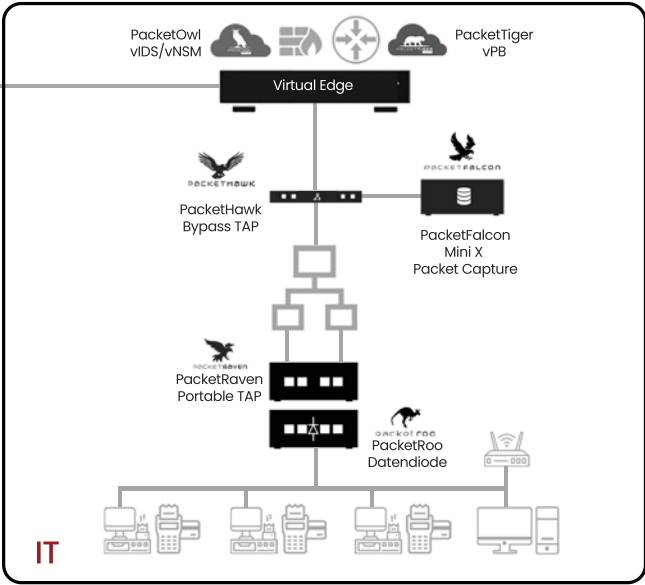 PacketOwl
vIDS/vNSM
PacketTiger
vPB
Virtual Edge
PACKETHAWK
PacketHawk
Bypass TAP
PACKETFALCON
PacketFalcon
Mini X
Packet Capture
PACKETRAVEN
PacketRaven
Portable TAP
PACKETROO
PacketRoo
Datendiode
IT